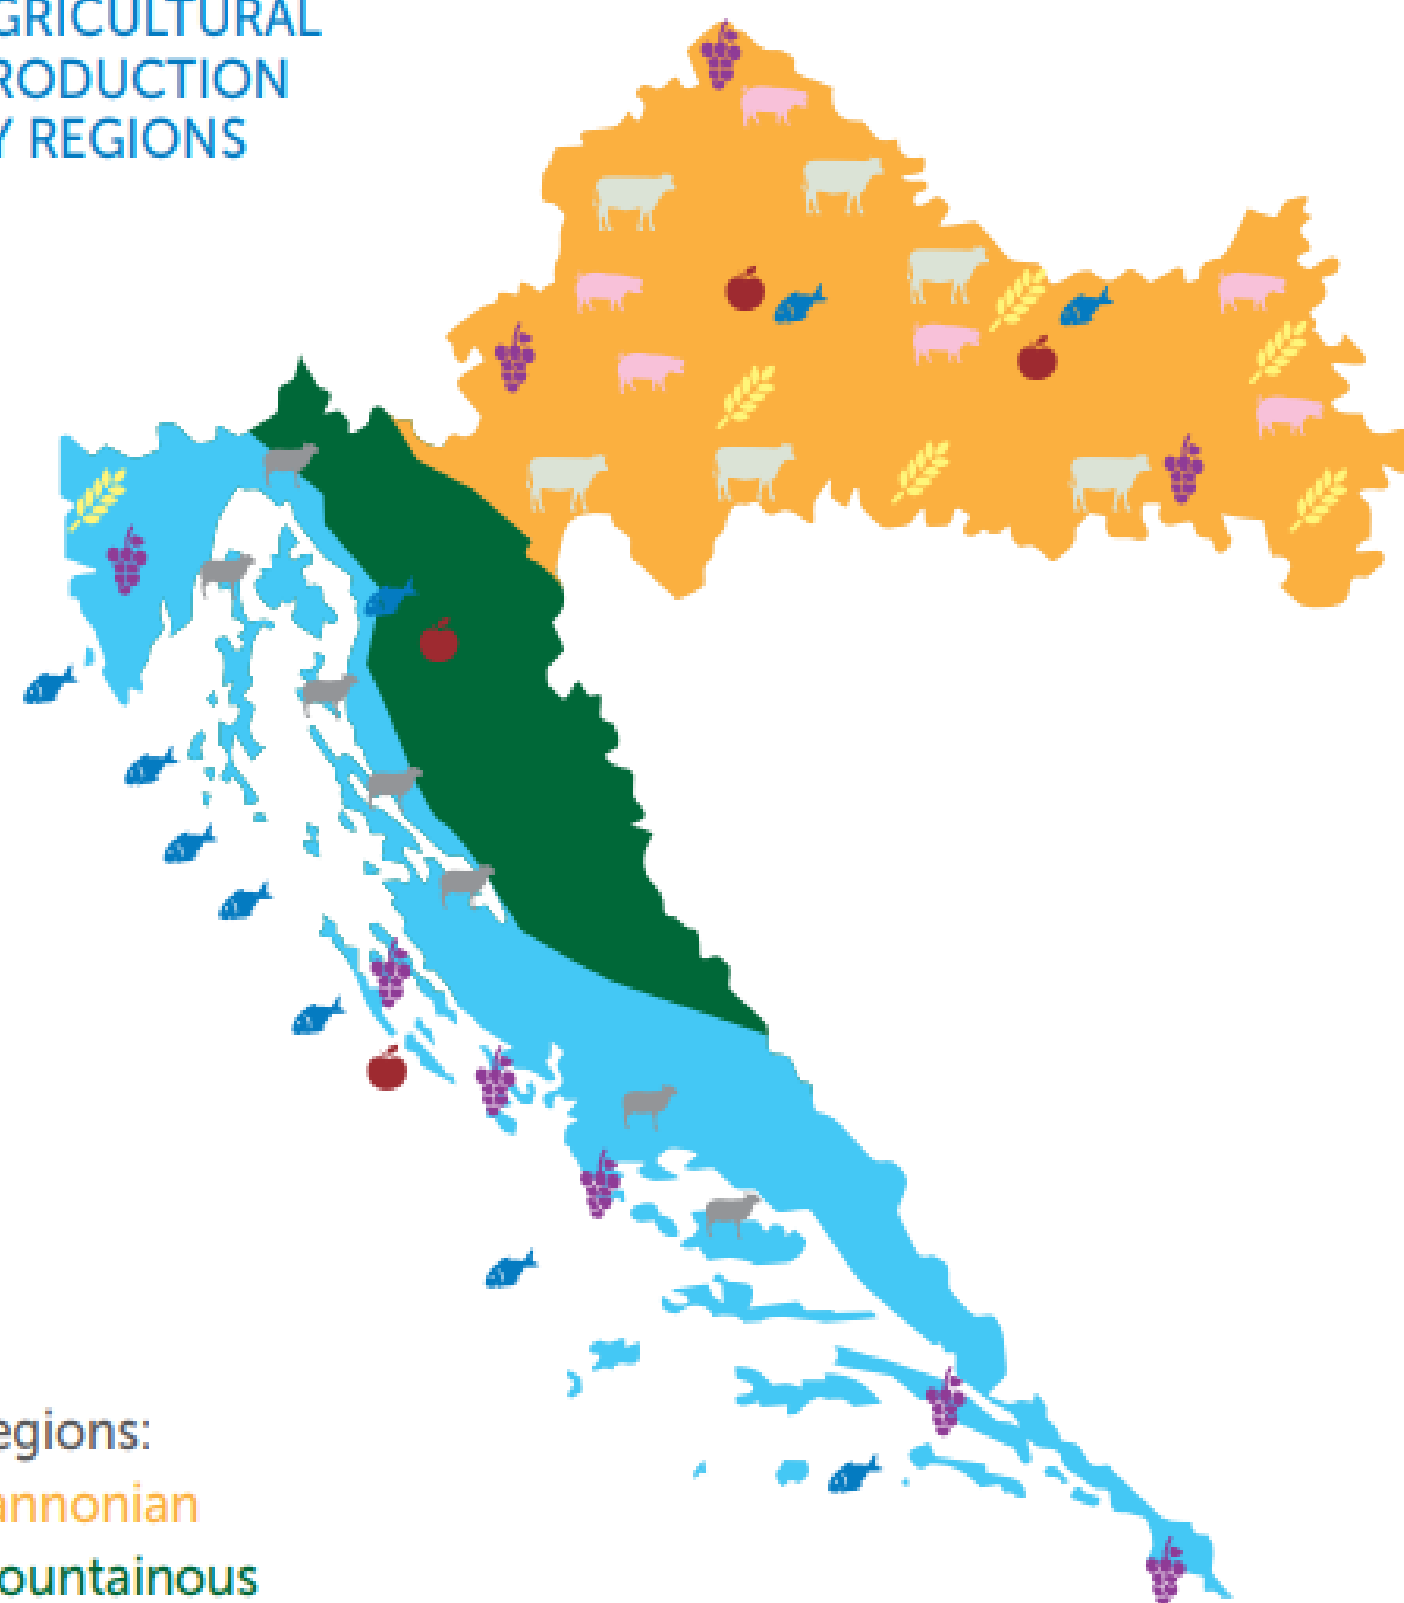 GRICULTURAL
RODUCTION
Y REGIONS
egions:
annonian
ountainous